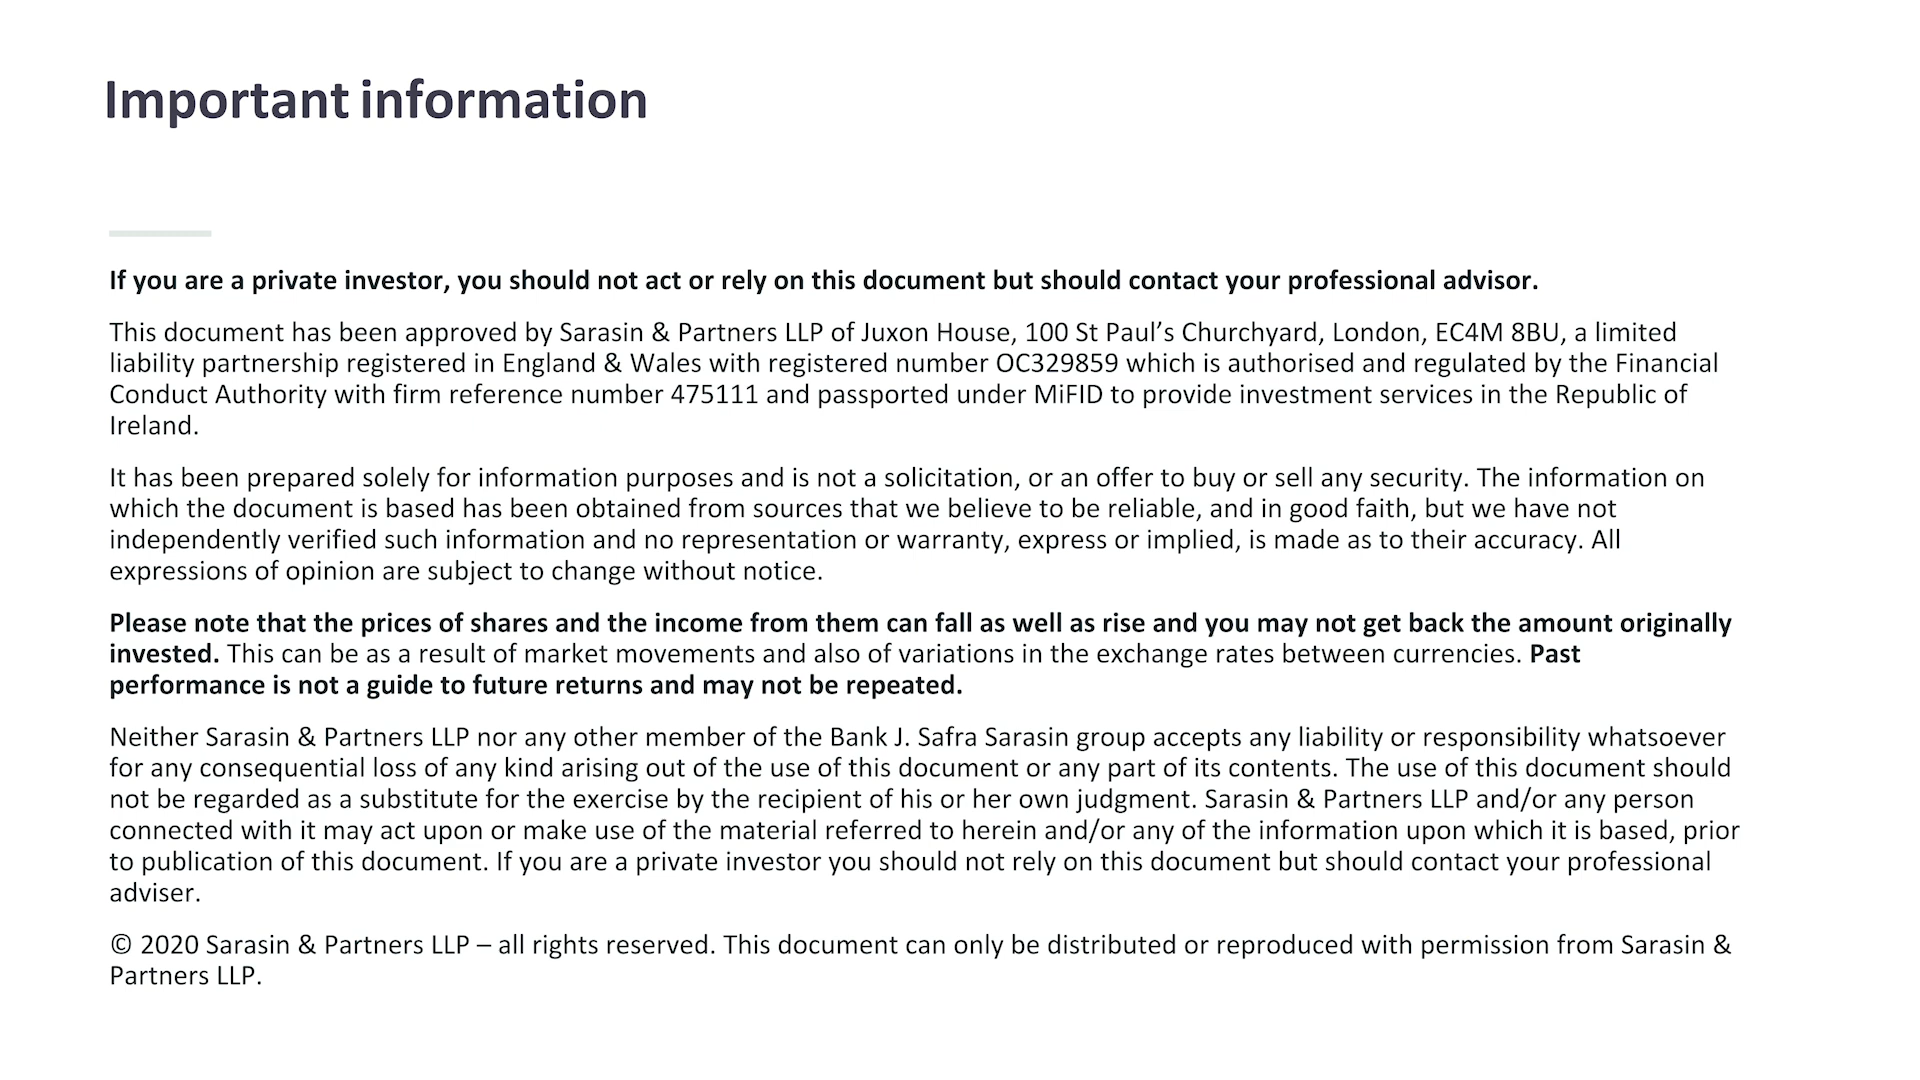 Important information
If you are a private investor, you should not act or rely on this document but should contact your professional advisor.
This document has been approved by Sarasin & Partners LLP of Juxon House, 100 St Paul’s Churchyard, London, EC4M 8BU, a limited
liability partnership registered in England & Wales with registered number OC329859 which is authorised and regulated by the Financial
Conduct Authority with firm reference number 475111 and passported under MiFID to provide investment services in the Republic of
Ireland.
It has been prepared solely for information purposes and is not a solicitation, or an offer to buy or sell any security. The information on
which the document is based has been obtained from sources that we believe to be reliable, and in good faith, but we have not
independently verified such information and no representation or warranty, express or implied, is made as to their accuracy. All
expressions of opinion are subject to change without notice.
Please note that the prices of shares and the income from them can fall as well as rise and you may not get back the amount originally
invested. This can be as a result of market movements and also of variations in the exchange rates between currencies. Past
performance is not a guide to future returns and may not be repeated.
Neither Sarasin & Partners LLP nor any other member of the Bank J. Safra Sarasin group accepts any liability or responsibility whatsoever
for any consequential loss of any kind arising out of the use of this document or any part of its contents. The use of this document should
not be regarded as a substitute for the exercise by the recipient of his or her own judgment. Sarasin & Partners LLP and/or any person
connected with it may act upon or make use of the material referred to herein and/or any of the information upon which it is based, prior
to publication of this document. If you are a private investor you should not rely on this document but should contact your professional
adviser.
© 2020 Sarasin & Partners LLP – all rights reserved. This document can only be distributed or reproduced with permission from Sarasin &
Partners LLP.